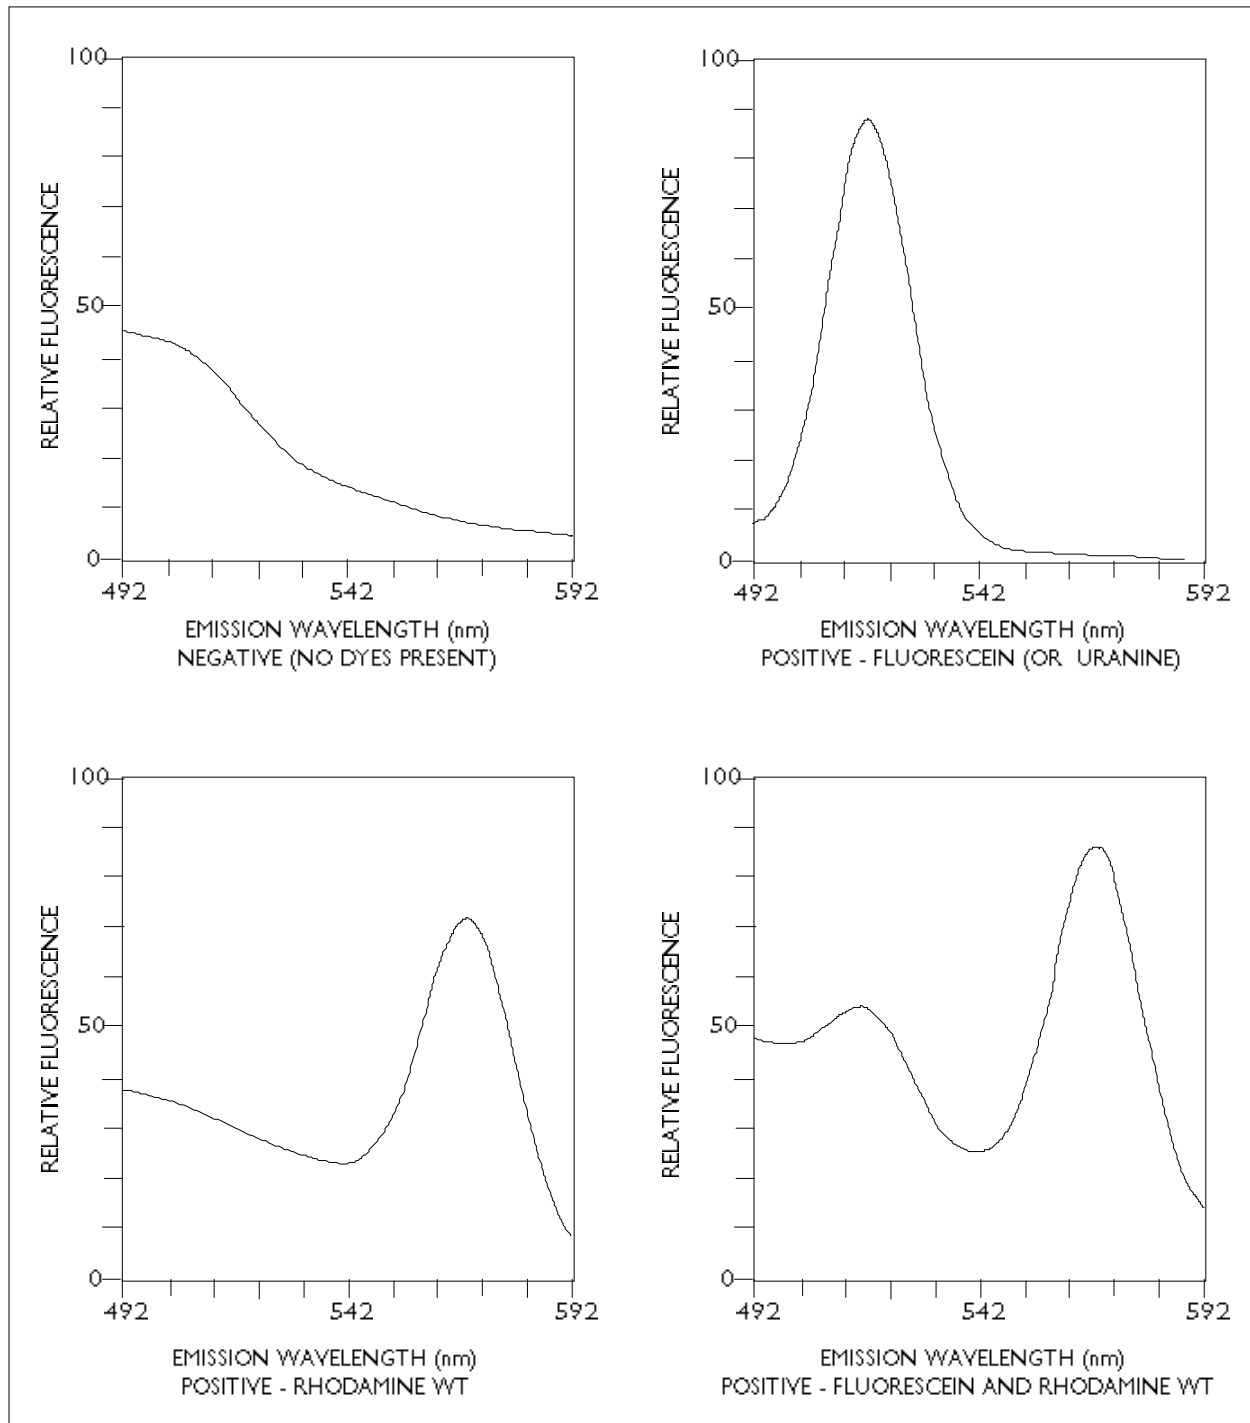 100
50
0
RELATIVE FLUORESCENCE
492 542 592
EMISSION WAVELENGTH (nm)
NEGATIVE (NO DYES PRESENT)
100
50
0
RELATIVE FLUORESCENCE
492 542 592
EMISSION WAVELENGTH (nm)
POSITIVE - FLUORESCEIN (OR URANINE)
100
50
0
RELATIVE FLUORESCENCE
492 542 592
EMISSION WAVELENGTH (nm)
POSITIVE - RHODAMINE WT
100
50
0
RELATIVE FLUORESCENCE
492 542 592
EMISSION WAVELENGTH (nm)
POSITIVE - FLUORESCEIN AND RHODAMINE WT